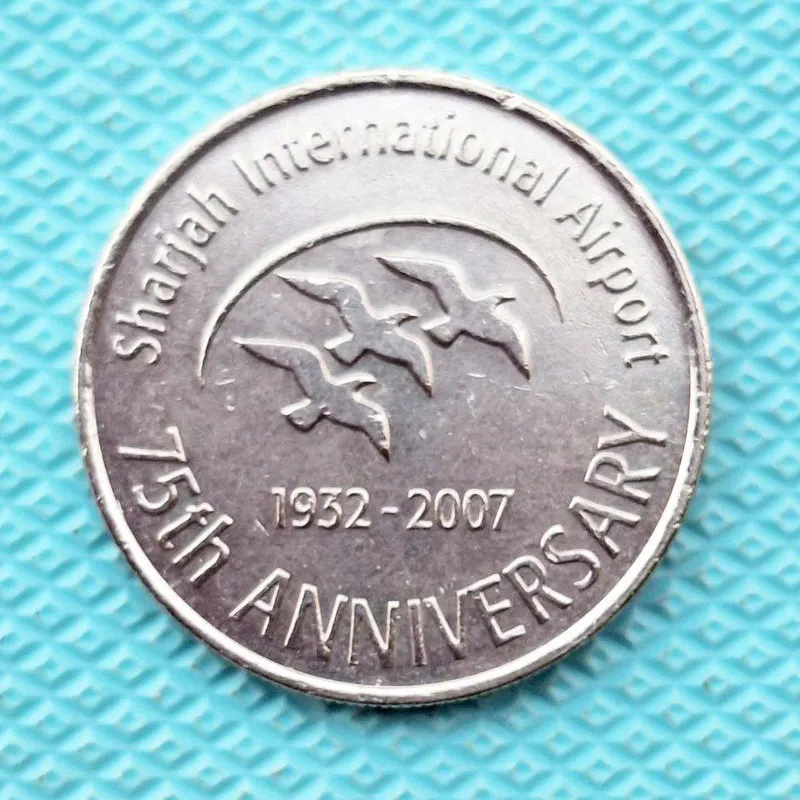 Sharjah International Airport
1932 - 2007
75th ANNIVERSARY